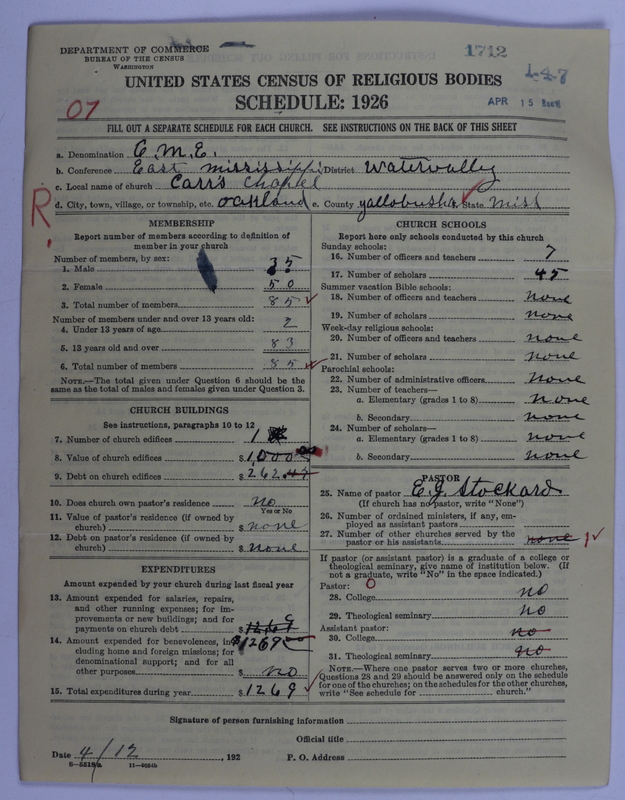 DEPARTMENT OF COMMERCE
BUREAU OF THE CENSUS
WASHINGTON
1712
1-4-7
UNITED STATES CENSUS OF RELIGIOUS BODIES
SCHEDULE: 1926
07
APR 15 Rec'd
FILL OUT A SEPARATE SCHEDULE FOR EACH CHURCH. SEE INSTRUCTIONS ON THE BACK OF THIS SHEET
a. Denomination C.M.E.
b. Conference East mississippi District Watervalley
c. Local name of church Carrs Chaplel
R. d. City, town, village, or township, etc. Oakland e. County yallobusha State Miss
MEMBERSHIP
Report number of members according to definition of
member in your church
Number of members, by sex:
1. Male 35
2. Female 50
3. Total number of members 85
Number of members under and over 13 years old:
4. Under 13 years of age 2
5. 13 years old and over 83
6. Total number of members 85
NOTE.—The total given under Question 6 should be the
same as the total of males and females given under Question 3.
CHURCH BUILDINGS
See instructions, paragraphs 10 to 12
7. Number of church edifices 1
8. Value of church edifices $1,000
9. Debt on church edifices $262.47
10. Does church own pastor's residence no
Yes or No
11. Value of pastor's residence (if owned by
church) $ none
12. Debt on pastor's residence (if owned by
church) $ none
EXPENDITURES
Amount expended by your church during last fiscal year
13. Amount expended for salaries, repairs,
and other running expenses; for im-
provements or new buildings; and for
payments on church debt $1269
14. Amount expended for benevolences, in- $1269.00
cluding home and foreign missions; for
denominational support; and for all
other purposes $ no
15. Total expenditures during year $1269
CHURCH SCHOOLS
Report here only schools conducted by this church
Sunday schools:
16. Number of officers and teachers 7
17. Number of scholars 45
Summer vacation Bible schools:
18. Number of officers and teachers none
19. Number of scholars none
Week-day religious schools:
20. Number of officers and teachers none
21. Number of scholars none
Parochial schools:
22. Number of administrative officers none
23. Number of teachers—
a. Elementary (grades 1 to 8) none
b. Secondary none
24. Number of scholars—
a. Elementary (grades 1 to 8) none
b. Secondary none
PASTOR
25. Name of pastor E.J. Stockard
(If church has no pastor, write "None")
26. Number of ordained ministers, if any, em-
ployed as assistant pastors
27. Number of other churches served by the
pastor or his assistants none 1
If pastor (or assistant pastor) is a graduate of a college or
theological seminary, give name of institution below. (If
not a graduate, write "No" in the space indicated.)
Pastor: O
28. College no
29. Theological seminary no
Assistant pastor:
30. College no
31. Theological seminary no
NOTE.—Where one pastor serves two or more churches,
Questions 28 and 29 should be answered only on the schedule
for one of the churches; on the schedules for the other churches,
write "See schedule for church."
Signature of person furnishing information
Official title
Date 4/12, 192 P. O. Address